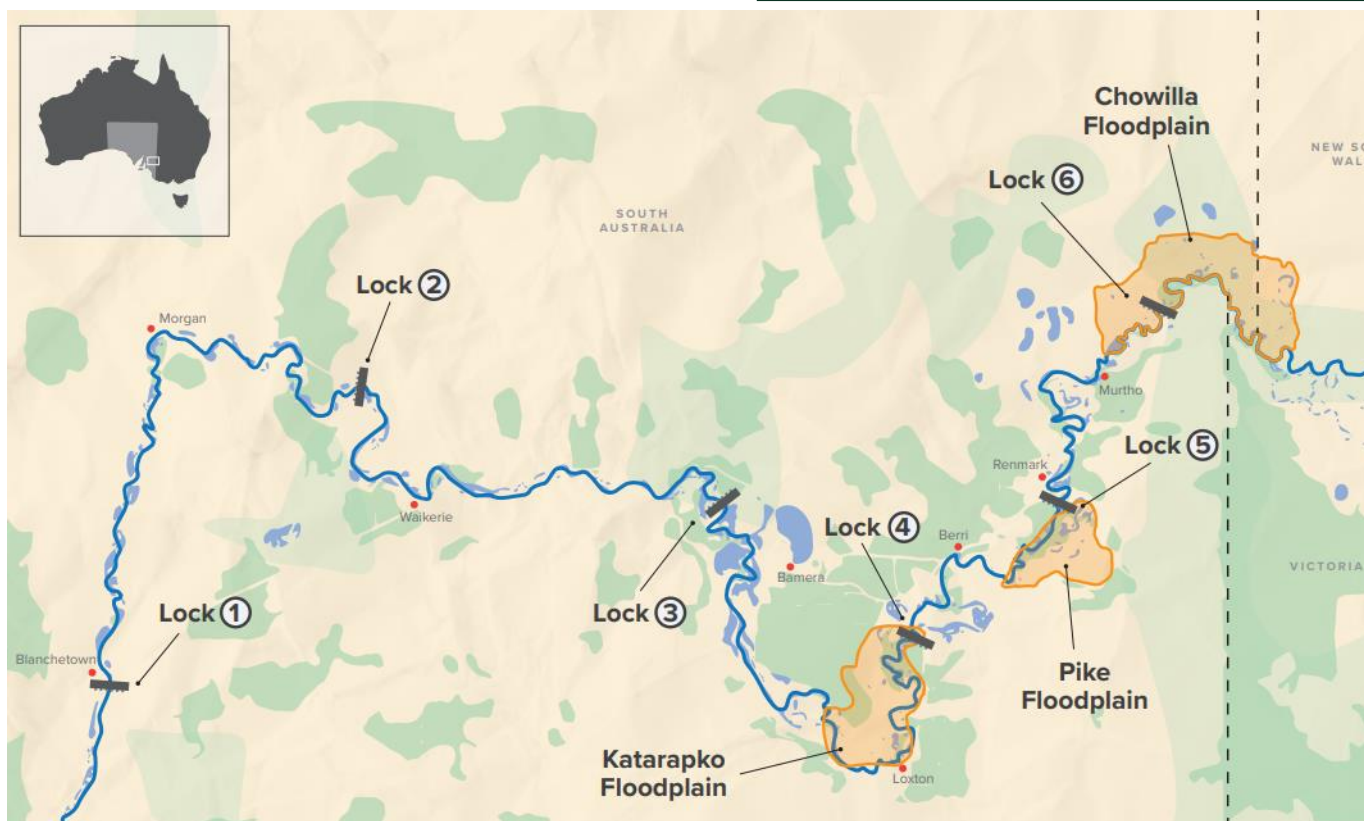 Chowilla
Floodplain
NEW SO
WAL
Lock 6
SOUTH
AUSTRALIA
Lock 2
Morgan
Murtho
Lock 5
Renmark
Waikerie
Lock 4
Berri
Bamera
VICTORIA
Lock 3
Lock 1
Blanchetown
Pike
Floodplain
Katarapko
Floodplain
Loxton